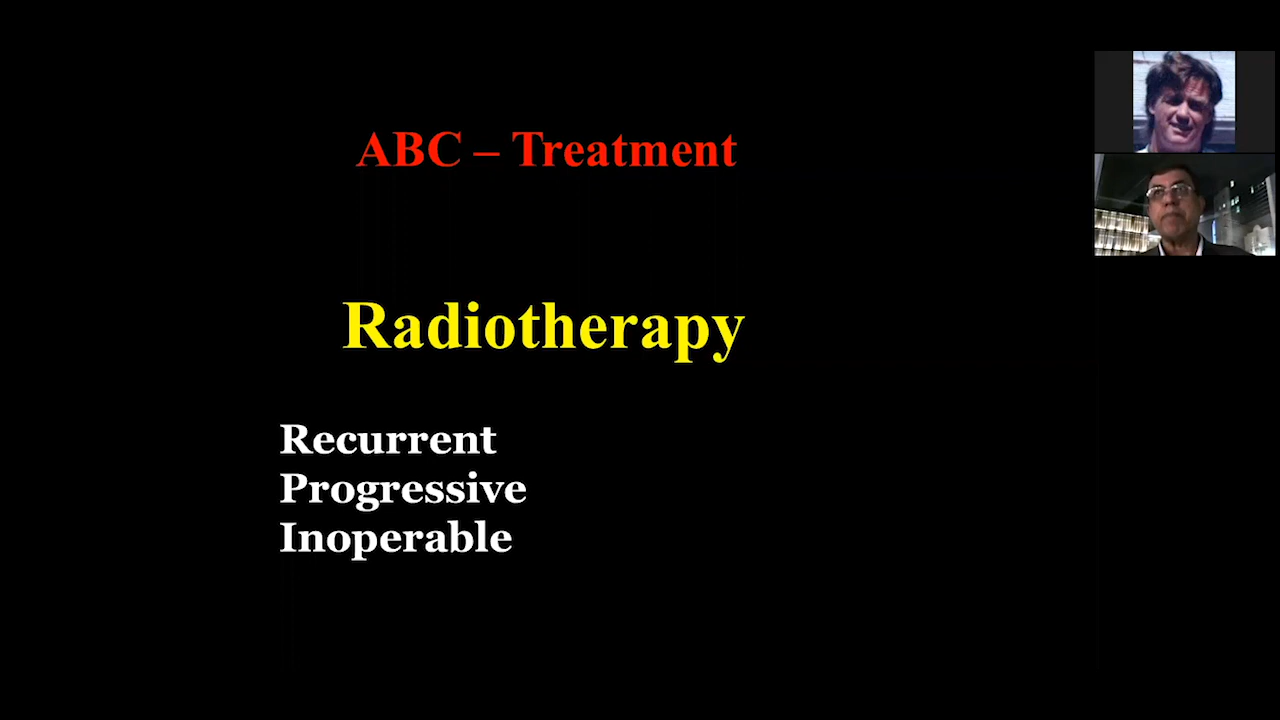 ABC – Treatment
Radiotherapy
Recurrent
Progressive
Inoperable